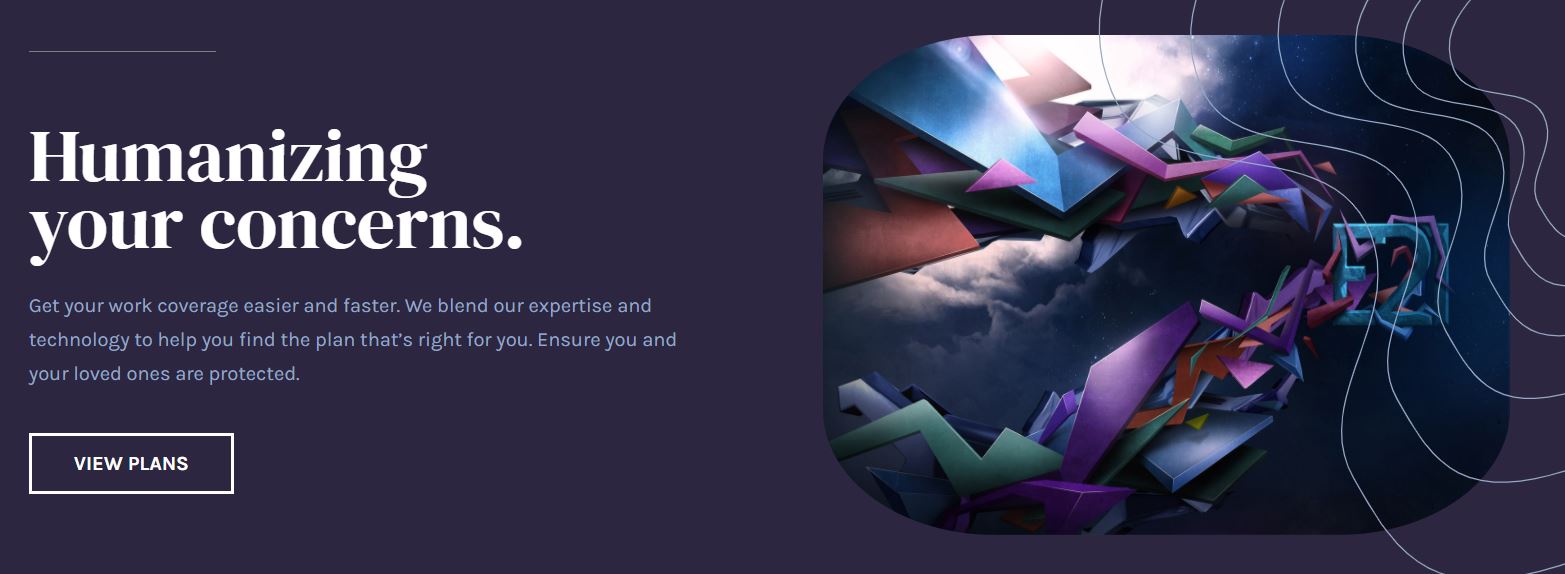 Humanizing
your concerns.
Get your work coverage easier and faster. We blend our expertise and
technology to help you find the plan that’s right for you. Ensure you and
your loved ones are protected.
VIEW PLANS